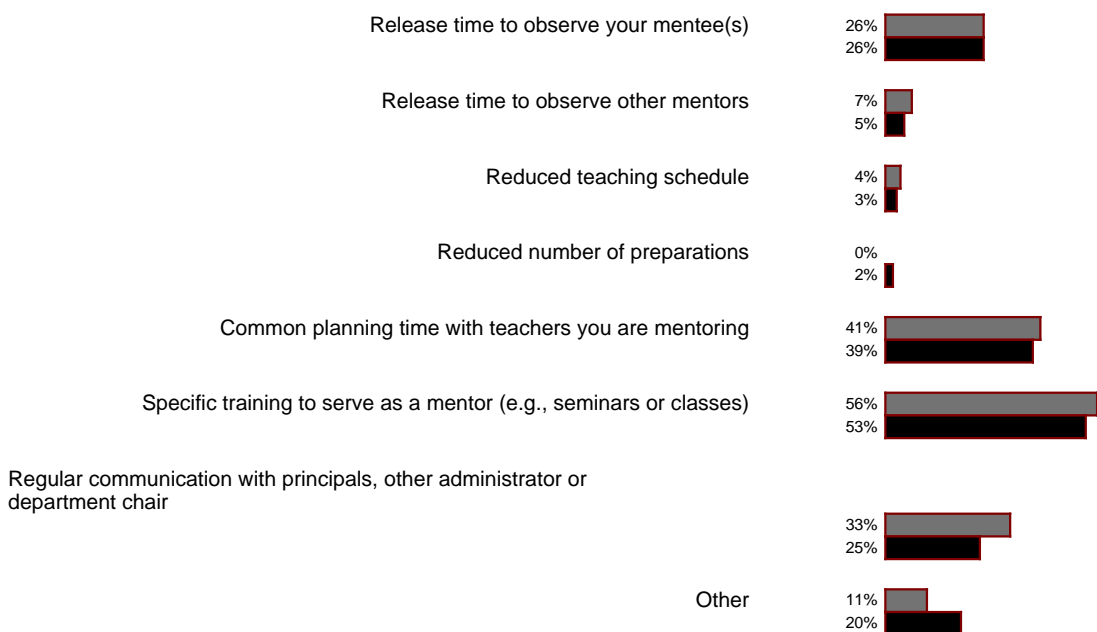 Release time to observe your mentee(s)
26%
26%
Release time to observe other mentors
7%
5%
Reduced teaching schedule
4%
3%
Reduced number of preparations
0%
2%
Common planning time with teachers you are mentoring
41%
39%
Specific training to serve as a mentor (e.g., seminars or classes)
56%
53%
Regular communication with principals, other administrator or
department chair
33%
25%
Other
11%
20%